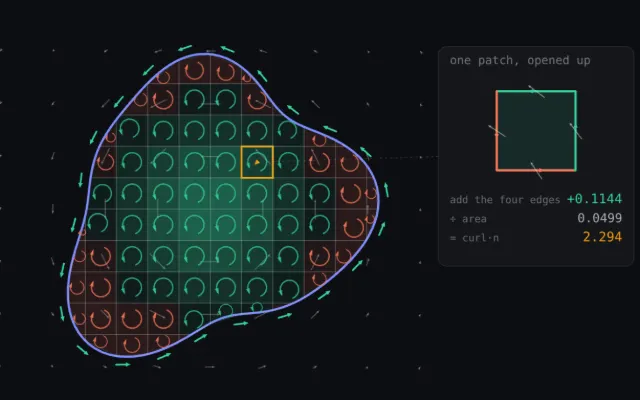 one patch, opened up
add the four edges +0.1144
÷ area 0.0499
= curl·n 2.294